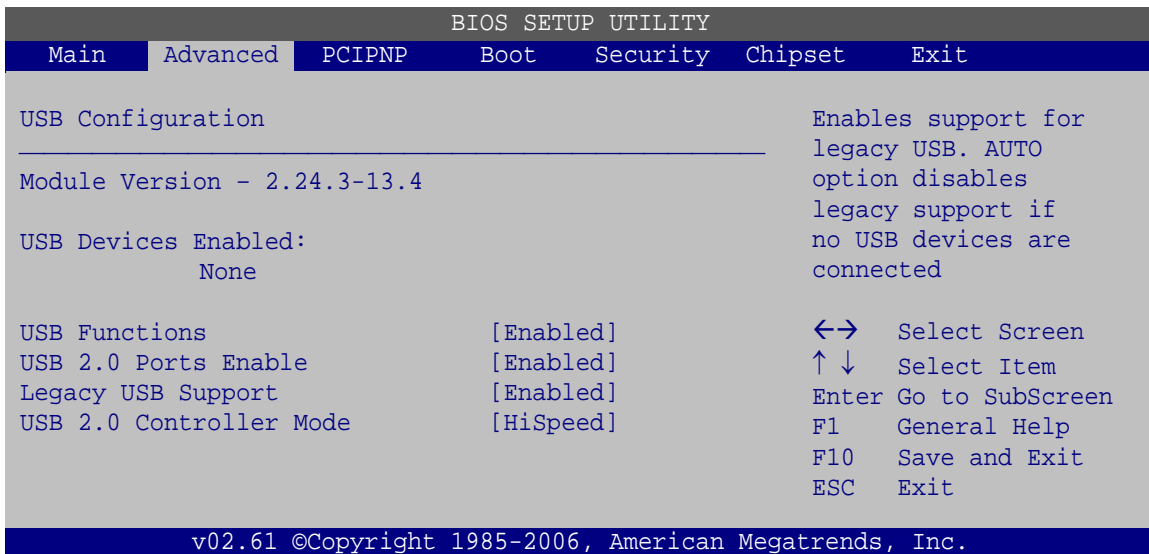 BIOS SETUP UTILITY
Main Advanced PCIPNP Boot Security Chipset Exit
USB Configuration
Module Version – 2.24.3-13.4
USB Devices Enabled:
None
USB Functions [Enabled]
USB 2.0 Ports Enable [Enabled]
Legacy USB Support [Enabled]
USB 2.0 Controller Mode [HiSpeed]
Enables support for
legacy USB. AUTO
option disables
legacy support if
no USB devices are
connected
←→ Select Screen
↑ ↓ Select Item
Enter Go to SubScreen
F1 General Help
F10 Save and Exit
ESC Exit
v02.61 ©Copyright 1985-2006, American Megatrends, Inc.